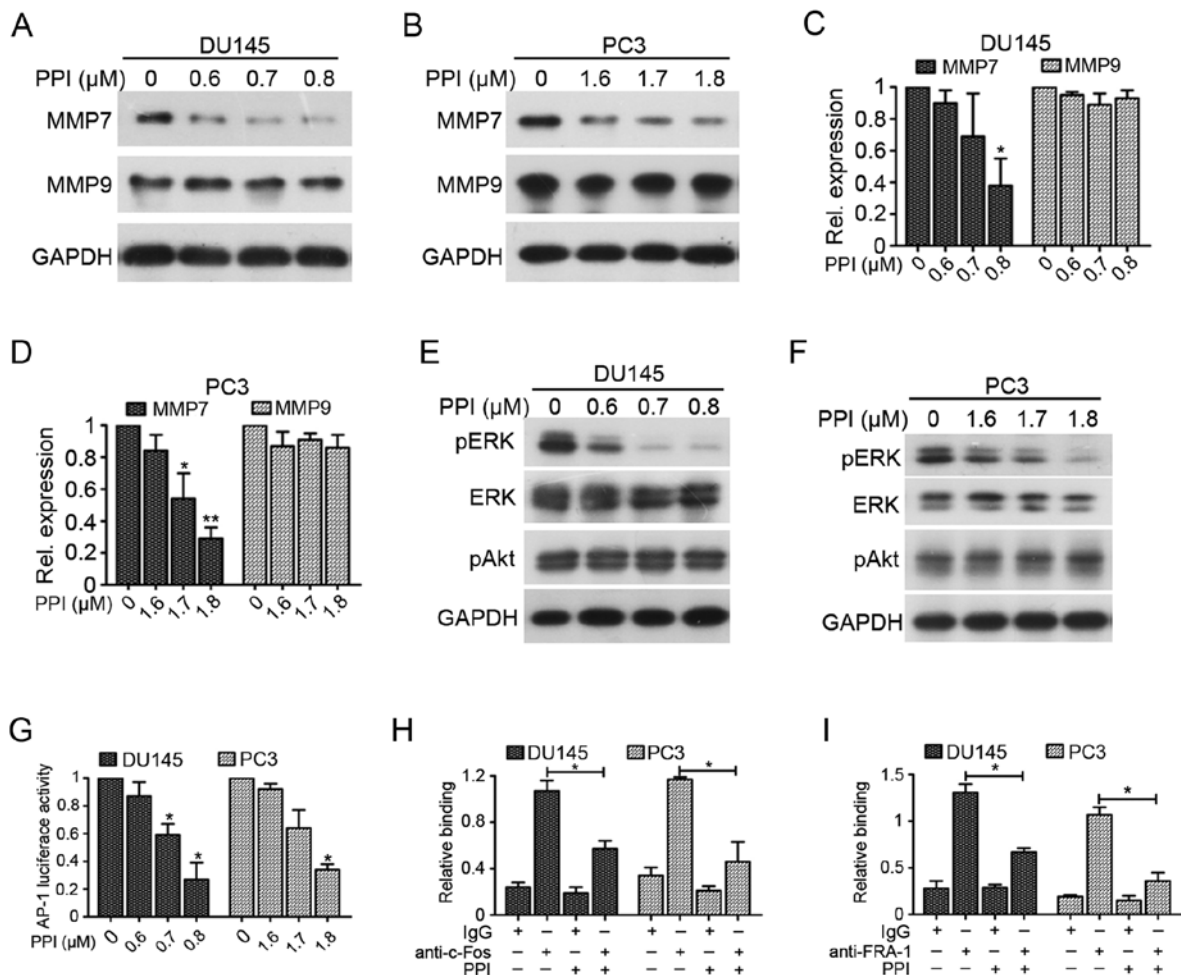 A
DU145
PPI (µM) 0 0.6 0.7 0.8
MMP7
MMP9
GAPDH
B
PC3
PPI (µM) 0 1.6 1.7 1.8
MMP7
MMP9
GAPDH
C
DU145
MMP7 MMP9
Rel. expression
1
0.8
0.6
0.4
0.2
0
*
PPI (µM) 0 0.6 0.7 0.8 0 0.6 0.7 0.8
D
PC3
MMP7 MMP9
Rel. expression
1
0.8
0.6
0.4
0.2
0
*
**
PPI (µM) 0 1.6 1.7 1.8 0 1.6 1.7 1.8
E
DU145
PPI (µM) 0 0.6 0.7 0.8
pERK
ERK
pAkt
GAPDH
F
PC3
PPI (µM) 0 1.6 1.7 1.8
pERK
ERK
pAkt
GAPDH
G
DU145 PC3
AP-1 luciferace activity
1
0.8
0.6
0.4
0.2
0
*
*
*
PPI (µM) 0 0.6 0.7 0.8 0 1.6 1.7 1.8
H
DU145 PC3
Relative binding
1.2
0.8
0.4
0
* *
IgG + − + − + − + −
anti-c-Fos − + − + − + − +
PPI − − + + − − + +
I
DU145 PC3
Relative binding
1.5
1
0.5
0
*
*
IgG + − + − + − + −
anti-FRA-1 − + − + − + − +
PPI − − + + − − + +